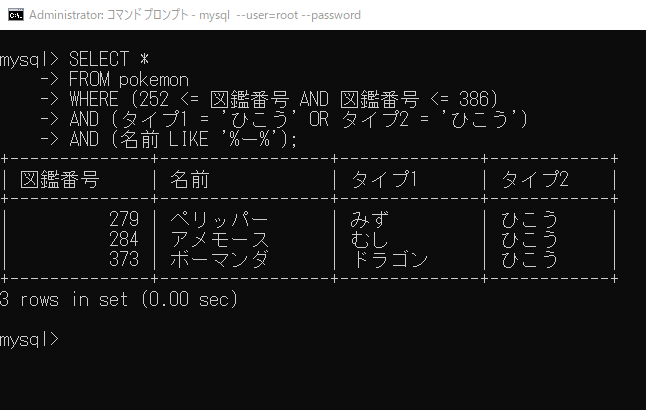 Administrator: コマンドプロンプト - mysql --user=root --password
mysql> SELECT *
    -> FROM pokemon
    -> WHERE (252 <= 図鑑番号 AND 図鑑番号 <= 386)
    -> AND (タイプ1 = 'ひこう' OR タイプ2 = 'ひこう')
    -> AND (名前 LIKE '%ー%');
+--------------+----------------+--------------+-----------+
| 図鑑番号 | 名前 | タイプ1 | タイプ2 |
+--------------+----------------+--------------+-----------+
| 279 | ペリッパー | みず | ひこう |
| 284 | アメモース | むし | ひこう |
| 373 | ボーマンダ | ドラゴン | ひこう |
+--------------+----------------+--------------+-----------+
3 rows in set (0.00 sec)
mysql>